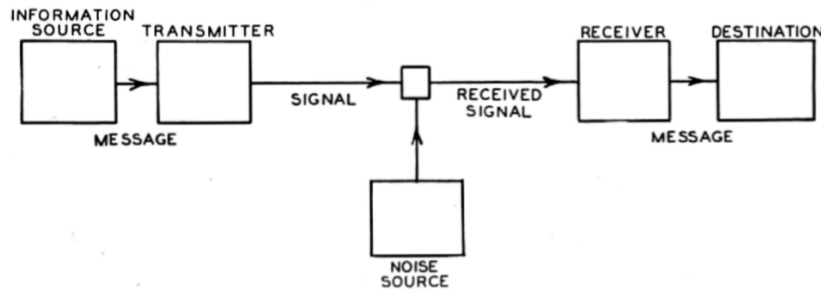 INFORMATION
SOURCE
TRANSMITTER
RECEIVER
DESTINATION
SIGNAL
RECEIVED
SIGNAL
MESSAGE
MESSAGE
NOISE
SOURCE